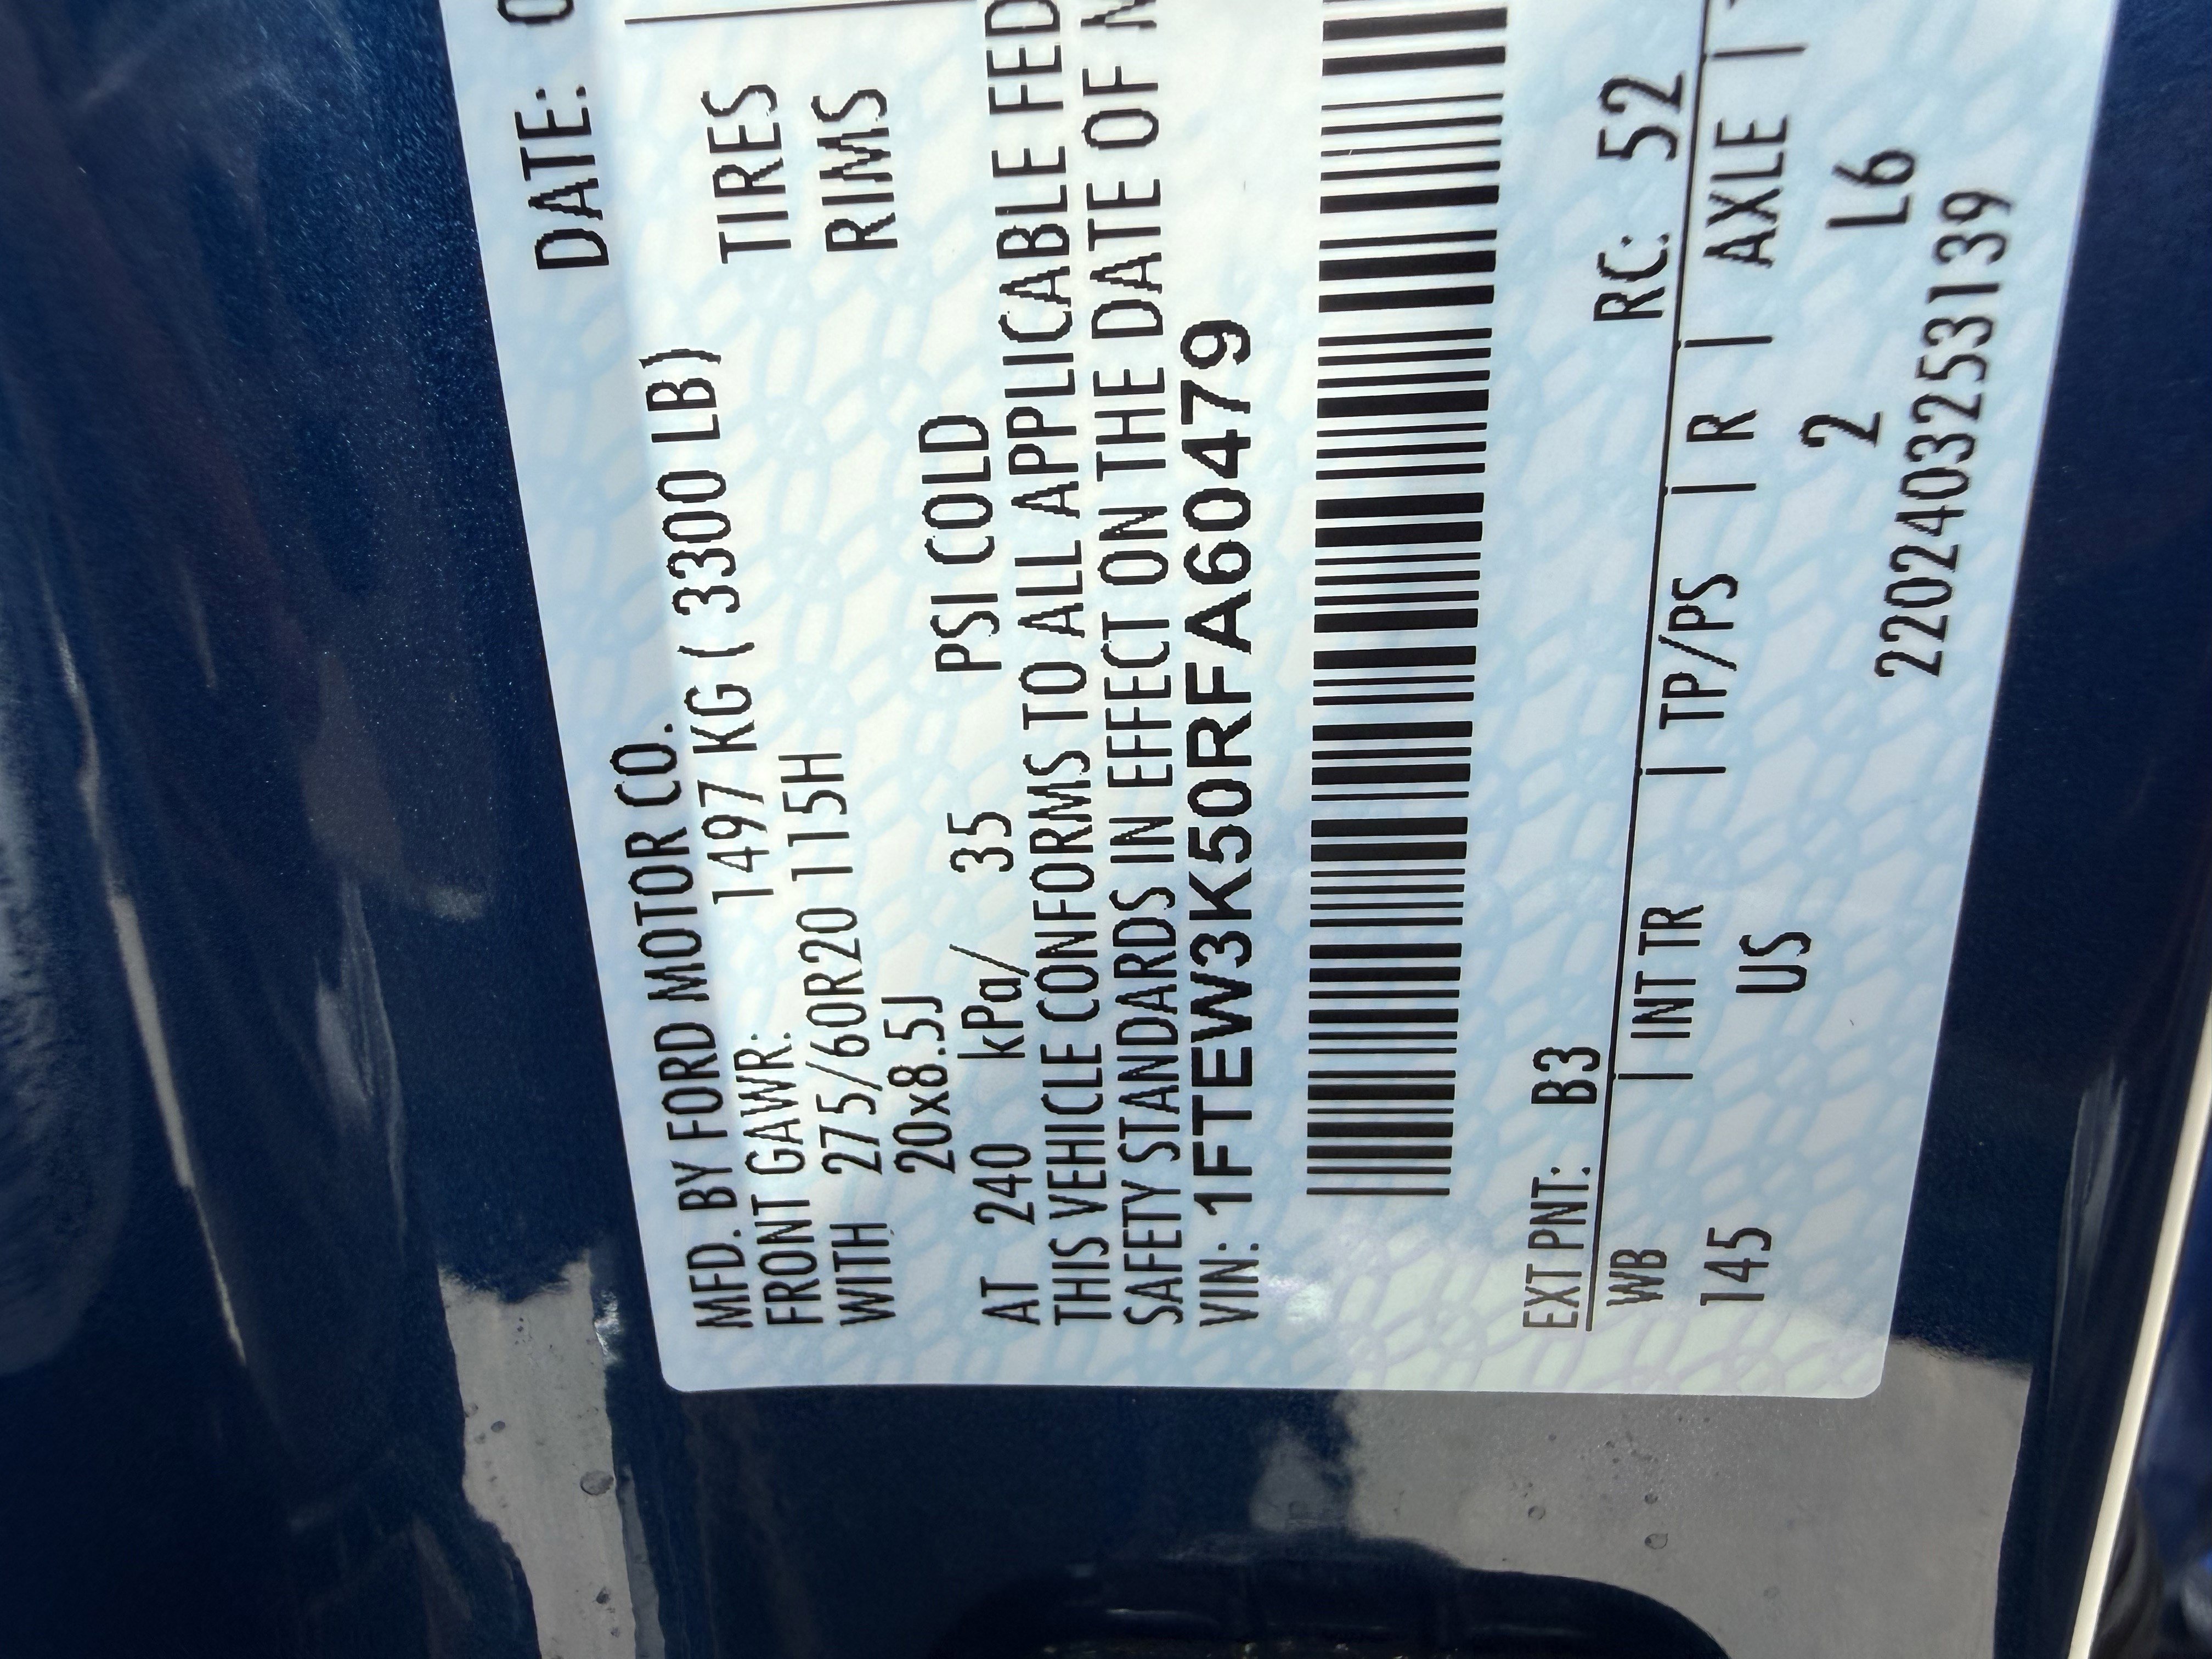 MFD. BY FORD MOTOR CO.
DATE:
FRONT GAWR: 1497 KG ( 3300 LB)
WITH 275/60R20 115H TIRES
20x8.5J RIMS
AT 240 kPa/ 35 PSI COLD
THIS VEHICLE CONFORMS TO ALL APPLICABLE FED
SAFETY STANDARDS IN EFFECT ON THE DATE OF M
VIN: 1FTEW3K50RFA60479
EXT PNT: B3 RC: 52
WB | INT TR | TP/PS | R | AXLE |
145 US 2 L6
220240325313​9